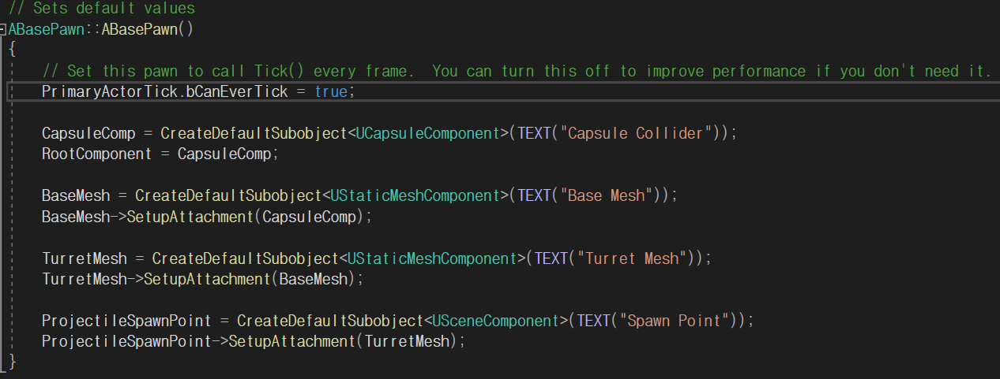 // Sets default values
ABasePawn::ABasePawn()
{
    // Set this pawn to call Tick() every frame.  You can turn this off to improve performance if you don't need it.
    PrimaryActorTick.bCanEverTick = true;

    CapsuleComp = CreateDefaultSubobject<UCapsuleComponent>(TEXT("Capsule Collider"));
    RootComponent = CapsuleComp;

    BaseMesh = CreateDefaultSubobject<UStaticMeshComponent>(TEXT("Base Mesh"));
    BaseMesh->SetupAttachment(CapsuleComp);

    TurretMesh = CreateDefaultSubobject<UStaticMeshComponent>(TEXT("Turret Mesh"));
    TurretMesh->SetupAttachment(BaseMesh);

    ProjectileSpawnPoint = CreateDefaultSubobject<USceneComponent>(TEXT("Spawn Point"));
    ProjectileSpawnPoint->SetupAttachment(TurretMesh);
}